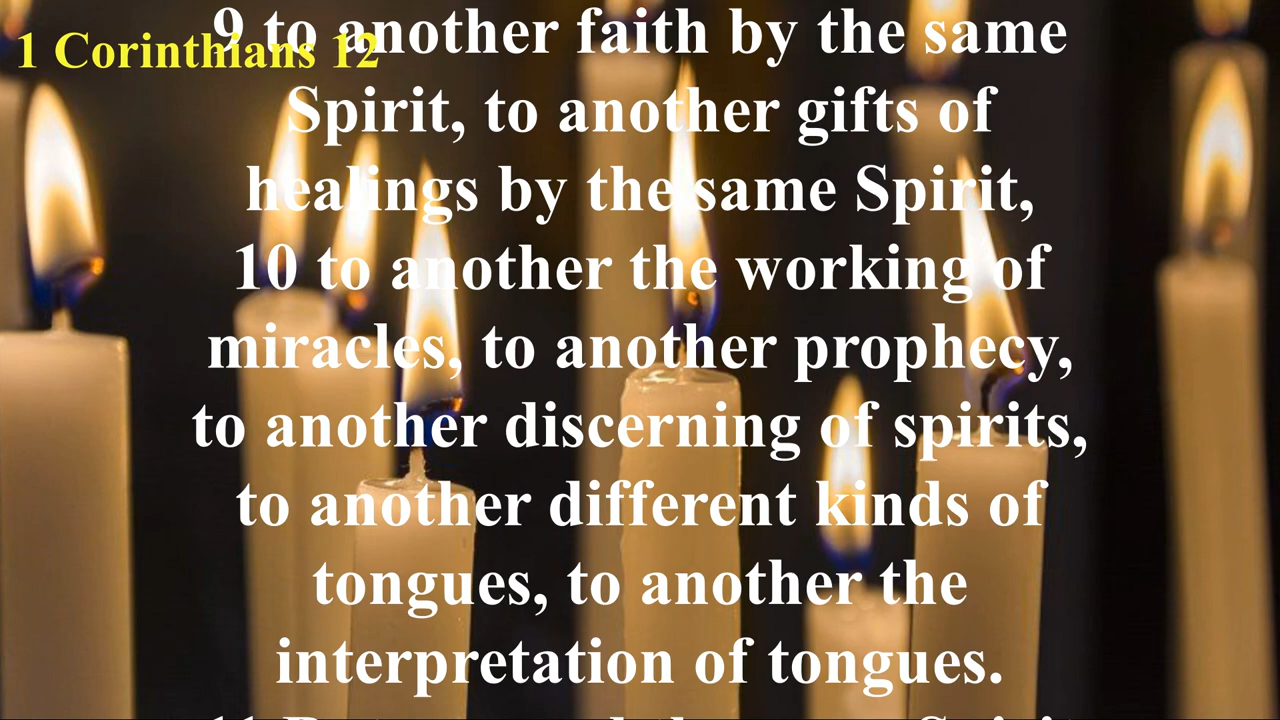 1 Corinthians 12
9 to another faith by the same
Spirit, to another gifts of
healings by the same Spirit,
10 to another the working of
miracles, to another prophecy,
to another discerning of spirits,
to another different kinds of
tongues, to another the
interpretation of tongues.